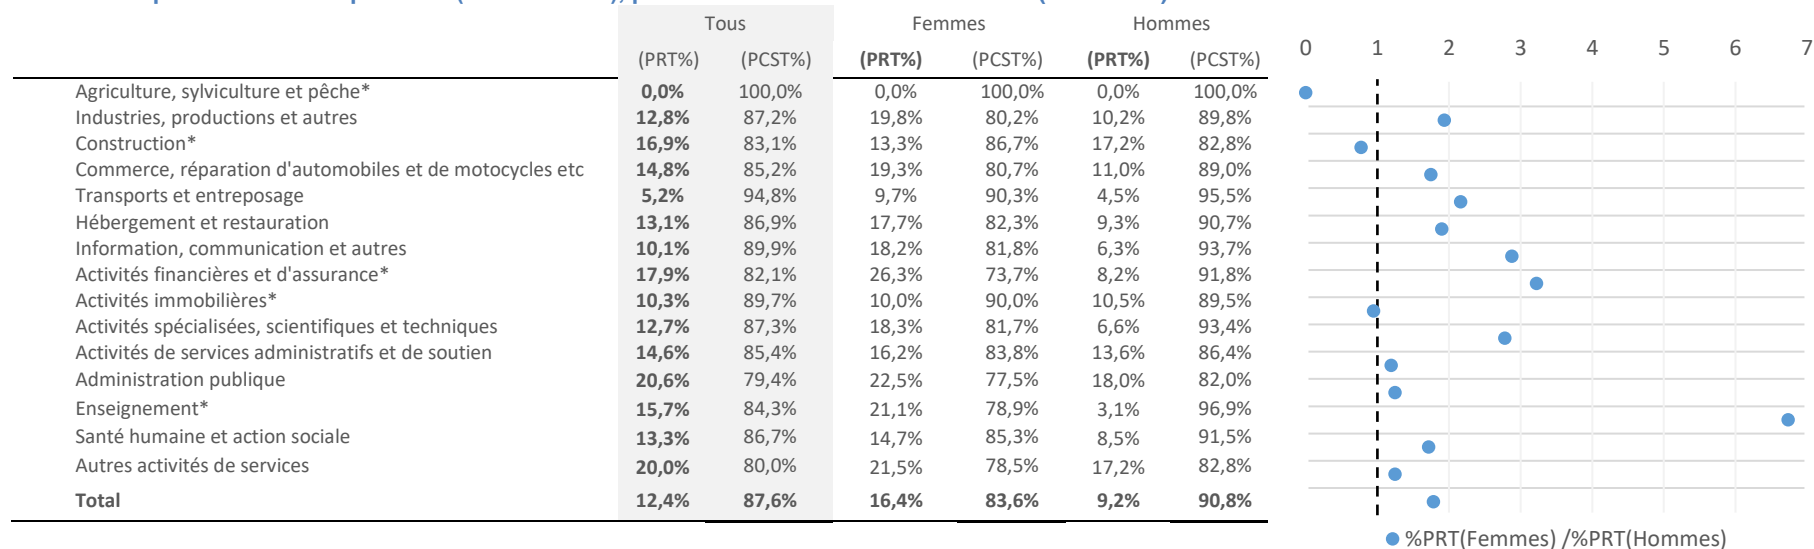 Tous Femmes Hommes
(PRT%) (PCST%) (PRT%) (PCST%) (PRT%) (PCST%) 0 1 2 3 4 5 6 7
Agriculture, sylviculture et pêche* 0,0% 100,0% 0,0% 100,0% 0,0% 100,0%
Industries, productions et autres 12,8% 87,2% 19,8% 80,2% 10,2% 89,8%
Construction* 16,9% 83,1% 13,3% 86,7% 17,2% 82,8%
Commerce, réparation d'automobiles et de motocycles etc 14,8% 85,2% 19,3% 80,7% 11,0% 89,0%
Transports et entreposage 5,2% 94,8% 9,7% 90,3% 4,5% 95,5%
Hébergement et restauration 13,1% 86,9% 17,7% 82,3% 9,3% 90,7%
Information, communication et autres 10,1% 89,9% 18,2% 81,8% 6,3% 93,7%
Activités financières et d'assurance* 17,9% 82,1% 26,3% 73,7% 8,2% 91,8%
Activités immobilières* 10,3% 89,7% 10,0% 90,0% 10,5% 89,5%
Activités spécialisées, scientifiques et techniques 12,7% 87,3% 18,3% 81,7% 6,6% 93,4%
Activités de services administratifs et de soutien 14,6% 85,4% 16,2% 83,8% 13,6% 86,4%
Administration publique 20,6% 79,4% 22,5% 77,5% 18,0% 82,0%
Enseignement* 15,7% 84,3% 21,1% 78,9% 3,1% 96,9%
Santé humaine et action sociale 13,3% 86,7% 14,7% 85,3% 8,5% 91,5%
Autres activités de services 20,0% 80,0% 21,5% 78,5% 17,2% 82,8%
Total 12,4% 87,6% 16,4% 83,6% 9,2% 90,8%
%PRT(Femmes) /%PRT(Hommes)